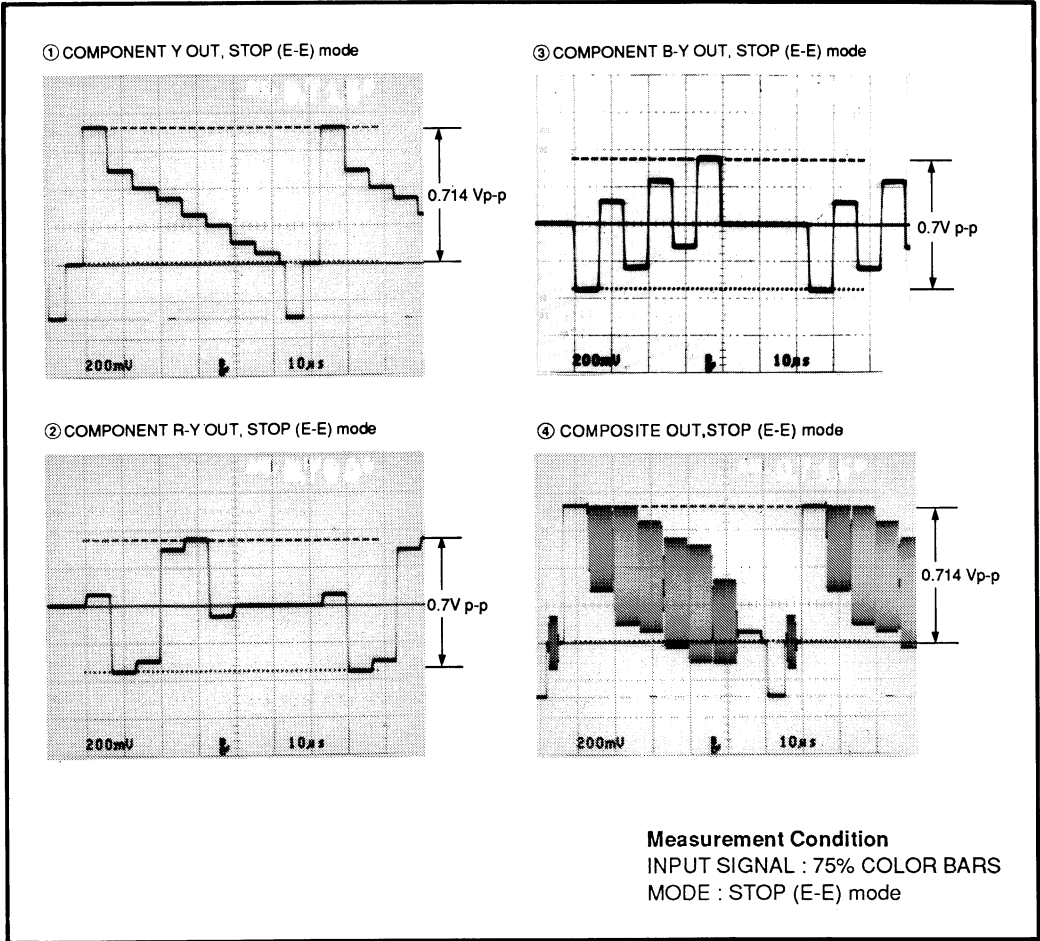 ① COMPONENT Y OUT, STOP (E-E) mode
0.714 Vp-p
200mV 10µs
② COMPONENT R-Y OUT, STOP (E-E) mode
0.7V p-p
200mV 10µs
③ COMPONENT B-Y OUT, STOP (E-E) mode
0.7V p-p
200mV 10µs
④ COMPOSITE OUT,STOP (E-E) mode
0.714 Vp-p
200mV 10µs
Measurement Condition
INPUT SIGNAL : 75% COLOR BARS
MODE : STOP (E-E) mode